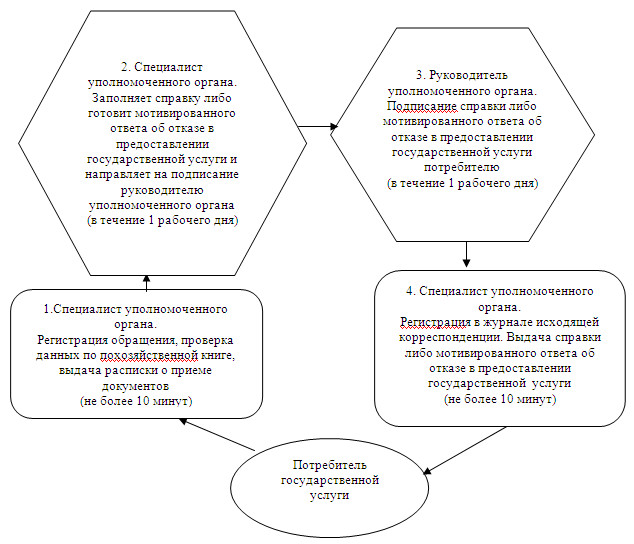 2. Специалист
уполномоченного органа.
Заполняет справку либо
готовит мотивированного
ответа об отказе в
предоставлении
государственной услуги и
направляет на подписание
руководителю
уполномоченного органа
(в течение 1 рабочего дня)
3. Руководитель
уполномоченного органа.
Подписание справки либо
мотивированного ответа об
отказе в предоставлении
государственной услуги
потребителю
(в течение 1 рабочего дня)
1.Специалист уполномоченного
органа.
Регистрация обращения, проверка
данных по похозяйственной книге,
выдача расписки о приеме
документов
(не более 10 минут)
4. Специалист уполномоченного
органа.
Регистрация в журнале исходящей
корреспонденции. Выдача справки
либо мотивированного ответа об
отказе в предоставлении
государственной услуги
(не более 10 минут)
Потребитель
государственной
услуги